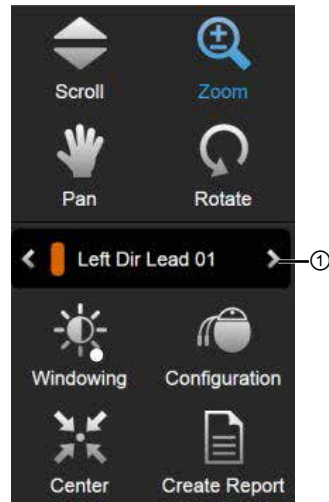 Scroll Zoom
Pan Rotate
Left Dir Lead 01 ①
Windowing Configuration
Center Create Report